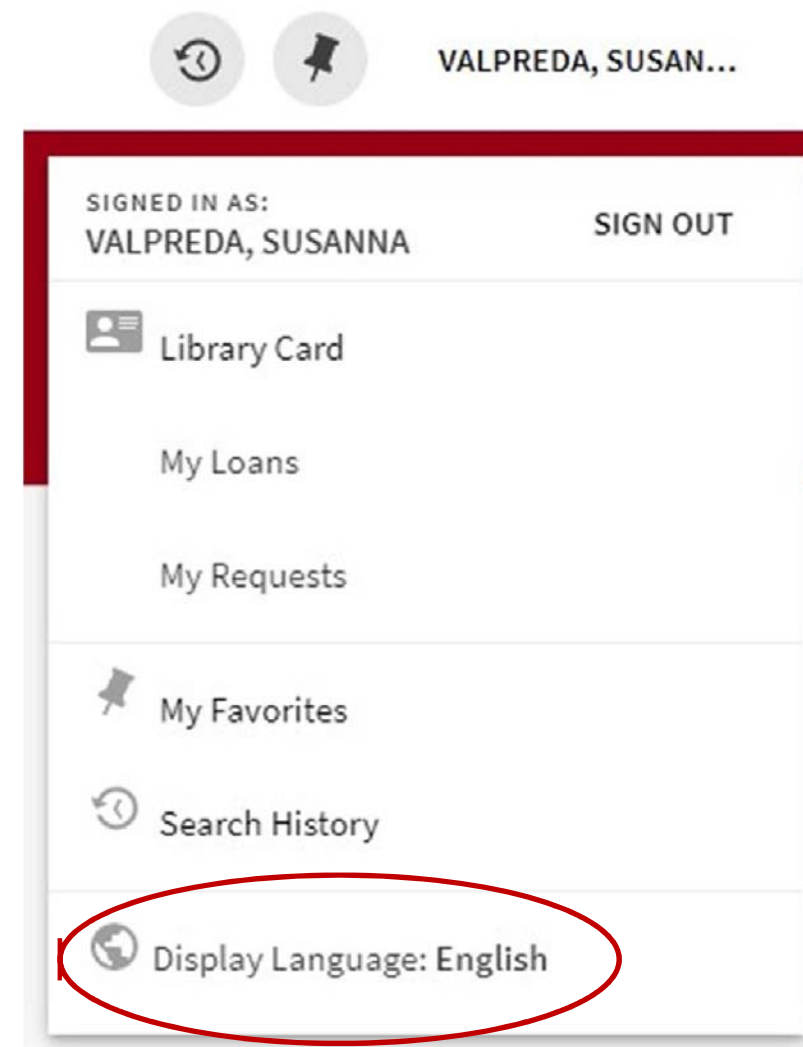 VALPREDA, SUSAN...
SIGNED IN AS:
VALPREDA, SUSANNA
SIGN OUT
Library Card
My Loans
My Requests
My Favorites
Search History
Display Language: English